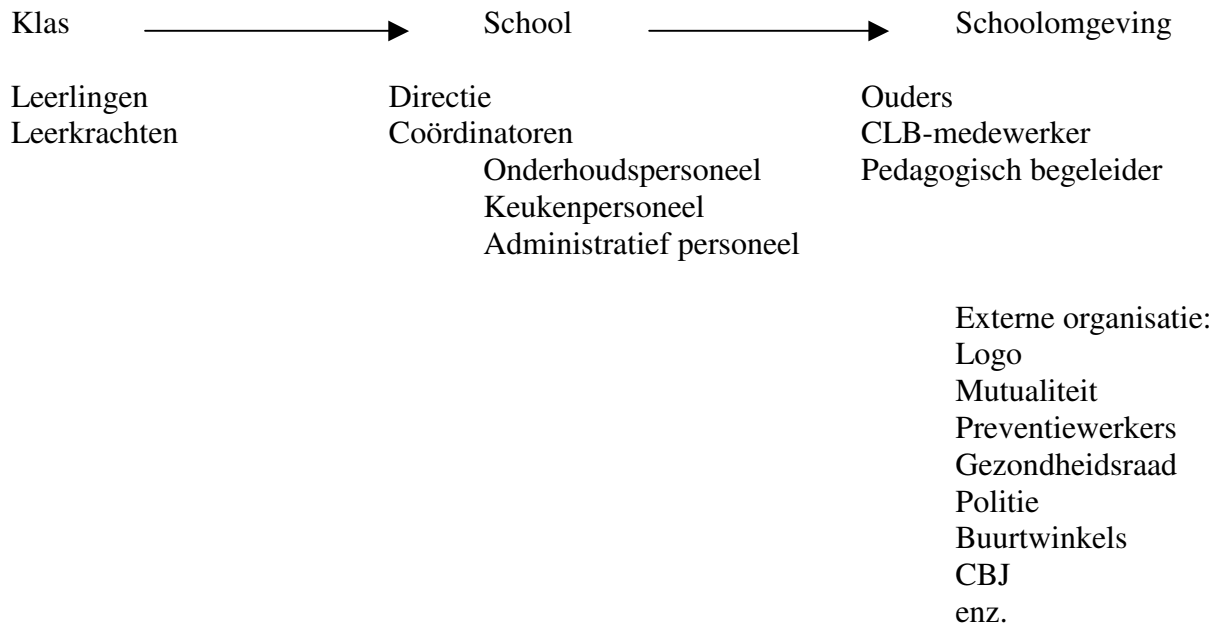 Klas School Schoolomgeving
Leerlingen Directie Ouders
Leerkrachten Coördinatoren CLB-medewerker
Onderhoudspersoneel Pedagogisch begeleider
Keukenpersoneel
Administratief personeel
Externe organisatie:
Logo
Mutualiteit
Preventiewerkers
Gezondheidsraad
Politie
Buurtwinkels
CBJ
enz.